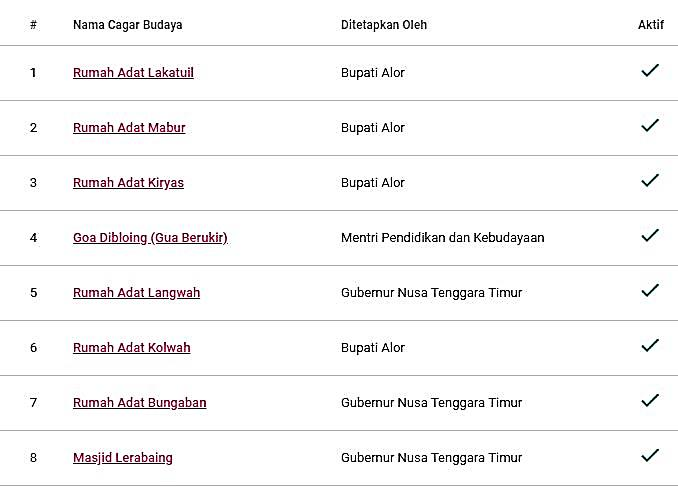 # Nama Cagar Budaya Ditetapkan Oleh Aktif
1 Rumah Adat Lakatuil Bupati Alor
2 Rumah Adat Mabur Bupati Alor
3 Rumah Adat Kiryas Bupati Alor
4 Goa Dibloing (Gua Berukir) Mentri Pendidikan dan Kebudayaan
5 Rumah Adat Langwah Gubernur Nusa Tenggara Timur
6 Rumah Adat Kolwah Bupati Alor
7 Rumah Adat Bungaban Gubernur Nusa Tenggara Timur
8 Masjid Lerabaing Gubernur Nusa Tenggara Timur